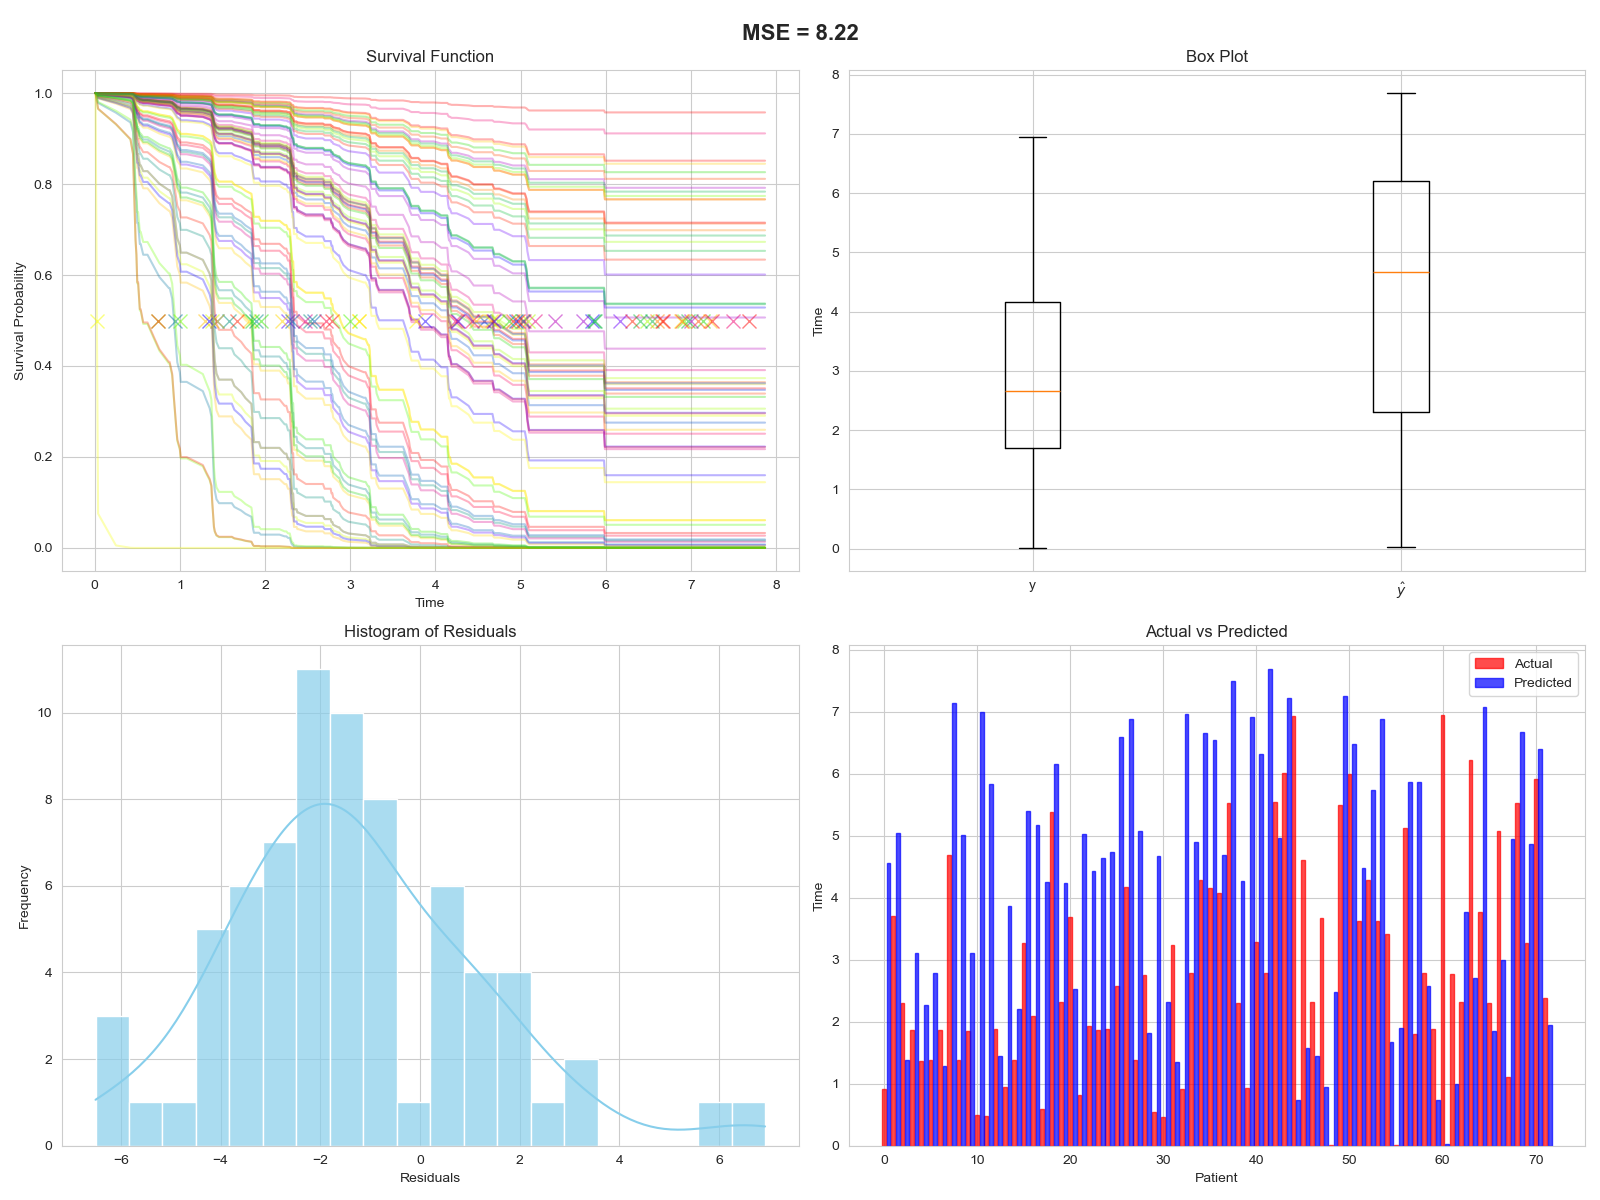 MSE = 8.22
Survival Function
1.0
0.8
0.6
0.4
0.2
0.0
Survival Probability
0 1 2 3 4 5 6 7 8
Time
Box Plot
8
7
6
5
4
3
2
1
0
Time
y ŷ
Histogram of Residuals
10
8
6
4
2
0
Frequency
−6 −4 −2 0 2 4 6
Residuals
Actual vs Predicted
Actual
Predicted
8
7
6
5
4
3
2
1
0
Time
0 10 20 30 40 50 60 70
Patient